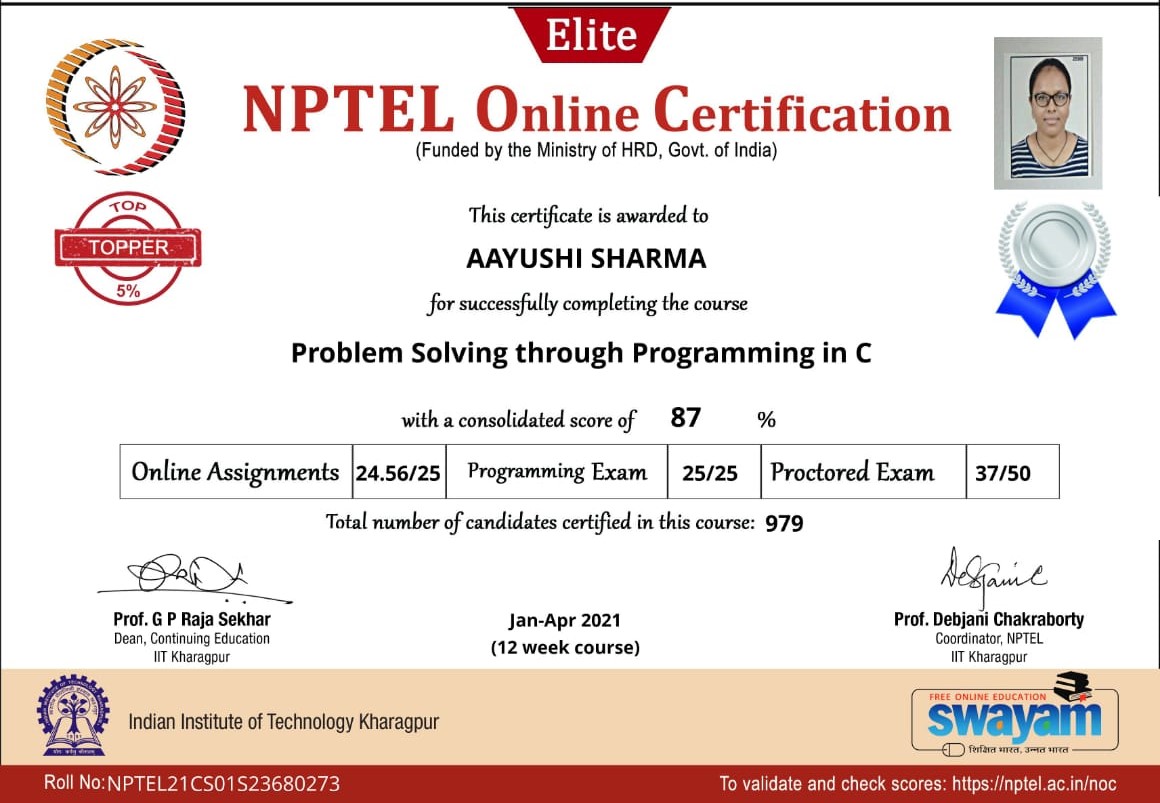 Elite
NPTEL Online Certification
(Funded by the Ministry of HRD, Govt. of India)
TOP
TOPPER
5%
This certificate is awarded to
AAYUSHI SHARMA
for successfully completing the course
Problem Solving through Programming in C
with a consolidated score of 87 %
Online Assignments 24.56/25 Programming Exam 25/25 Proctored Exam 37/50
Total number of candidates certified in this course: 979
Prof. G P Raja Sekhar
Dean, Continuing Education
IIT Kharagpur
Jan-Apr 2021
(12 week course)
Prof. Debjani Chakraborty
Coordinator, NPTEL
IIT Kharagpur
Indian Institute of Technology Kharagpur
FREE ONLINE EDUCATION
swayam
शिक्षित भारत, उन्नत भारत
Roll No: NPTEL21CS01S23680273
To validate and check scores: https://nptel.ac.in/noc